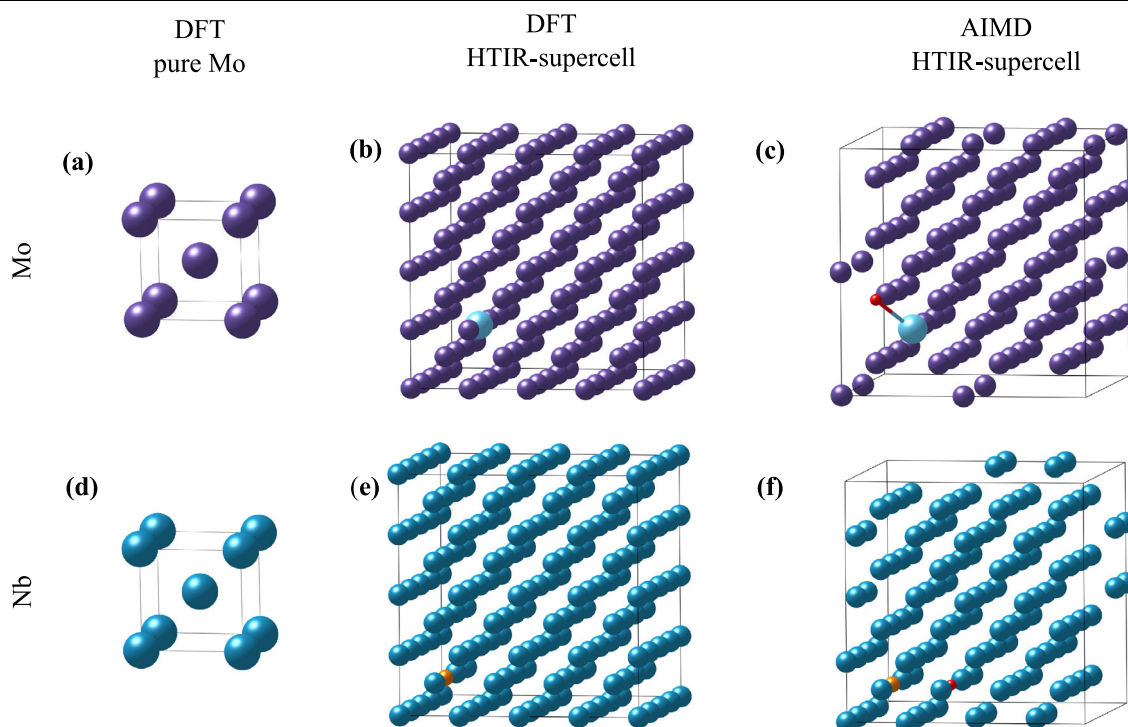 DFT
pure Mo
DFT
HTIR-supercell
AIMD
HTIR-supercell
(a)
(b)
(c)
Mo
(d)
(e)
(f)
Nb